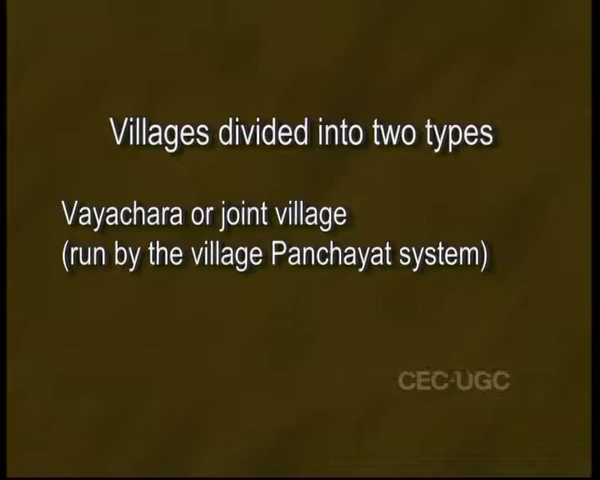 Villages divided into two types
Vayachara or joint village
(run by the village Panchayat system)
CEC-UGC